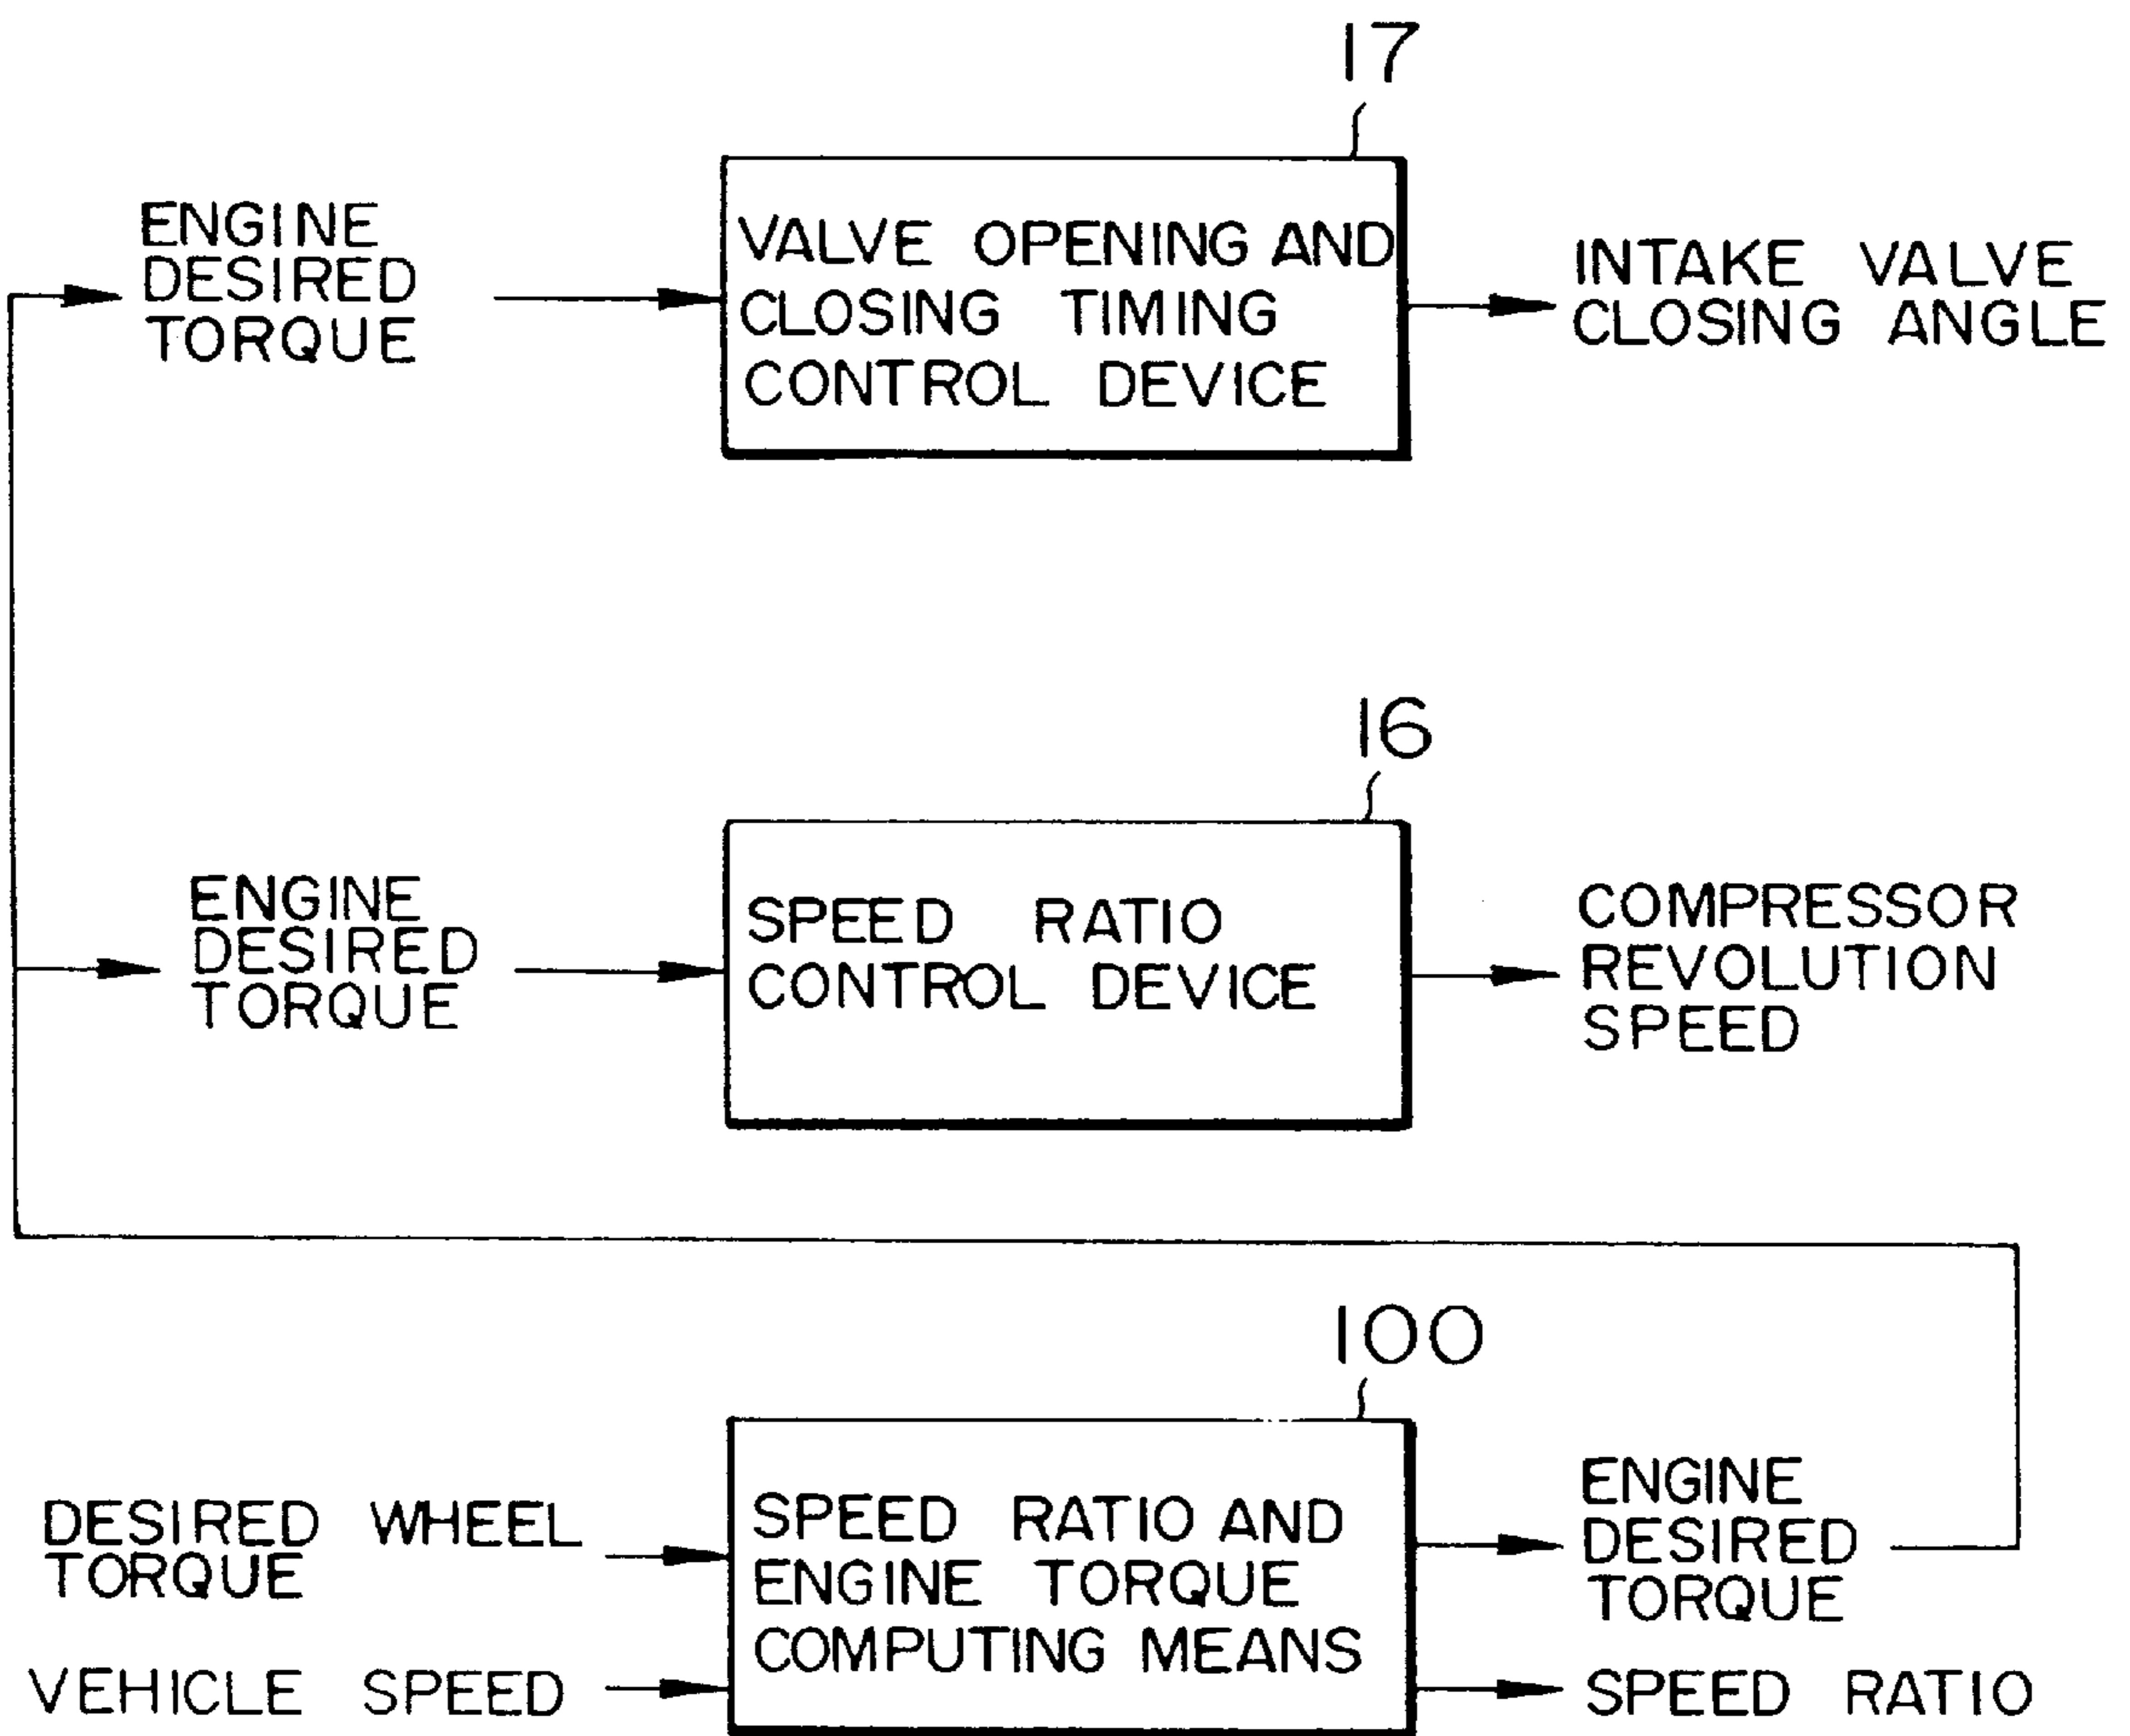 17
ENGINE
DESIRED
TORQUE
VALVE OPENING AND
CLOSING TIMING
CONTROL DEVICE
INTAKE VALVE
CLOSING ANGLE
16
ENGINE
DESIRED
TORQUE
SPEED RATIO
CONTROL DEVICE
COMPRESSOR
REVOLUTION
SPEED
100
DESIRED WHEEL
TORQUE
VEHICLE SPEED
SPEED RATIO AND
ENGINE TORQUE
COMPUTING MEANS
ENGINE
DESIRED
TORQUE
SPEED RATIO